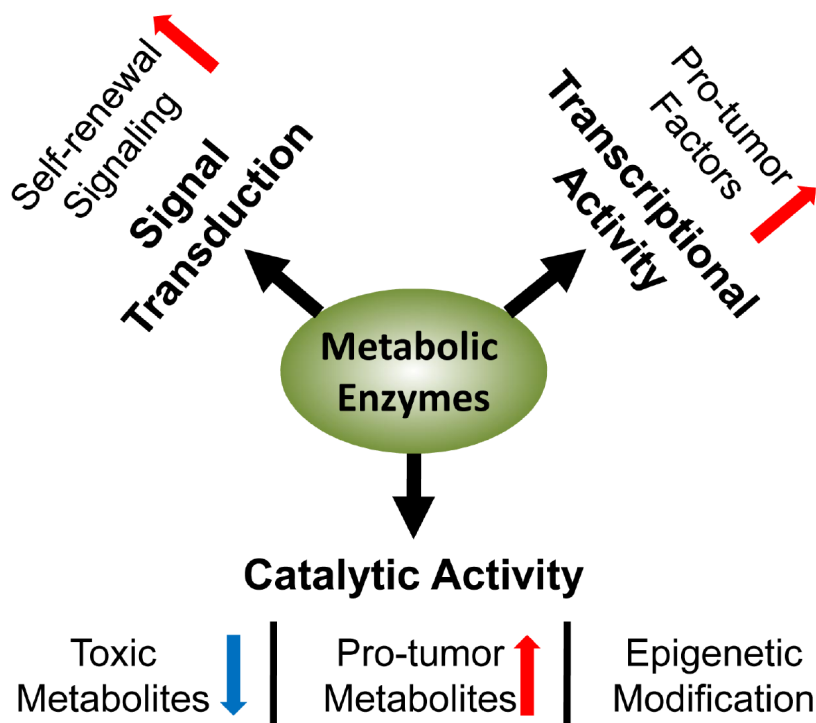 Self-renewal
Signaling
Signal
Transduction
Pro-tumor
Factors
Transcriptional
Activity
Metabolic
Enzymes
Catalytic Activity
Toxic
Metabolites
Pro-tumor
Metabolites
Epigenetic
Modification